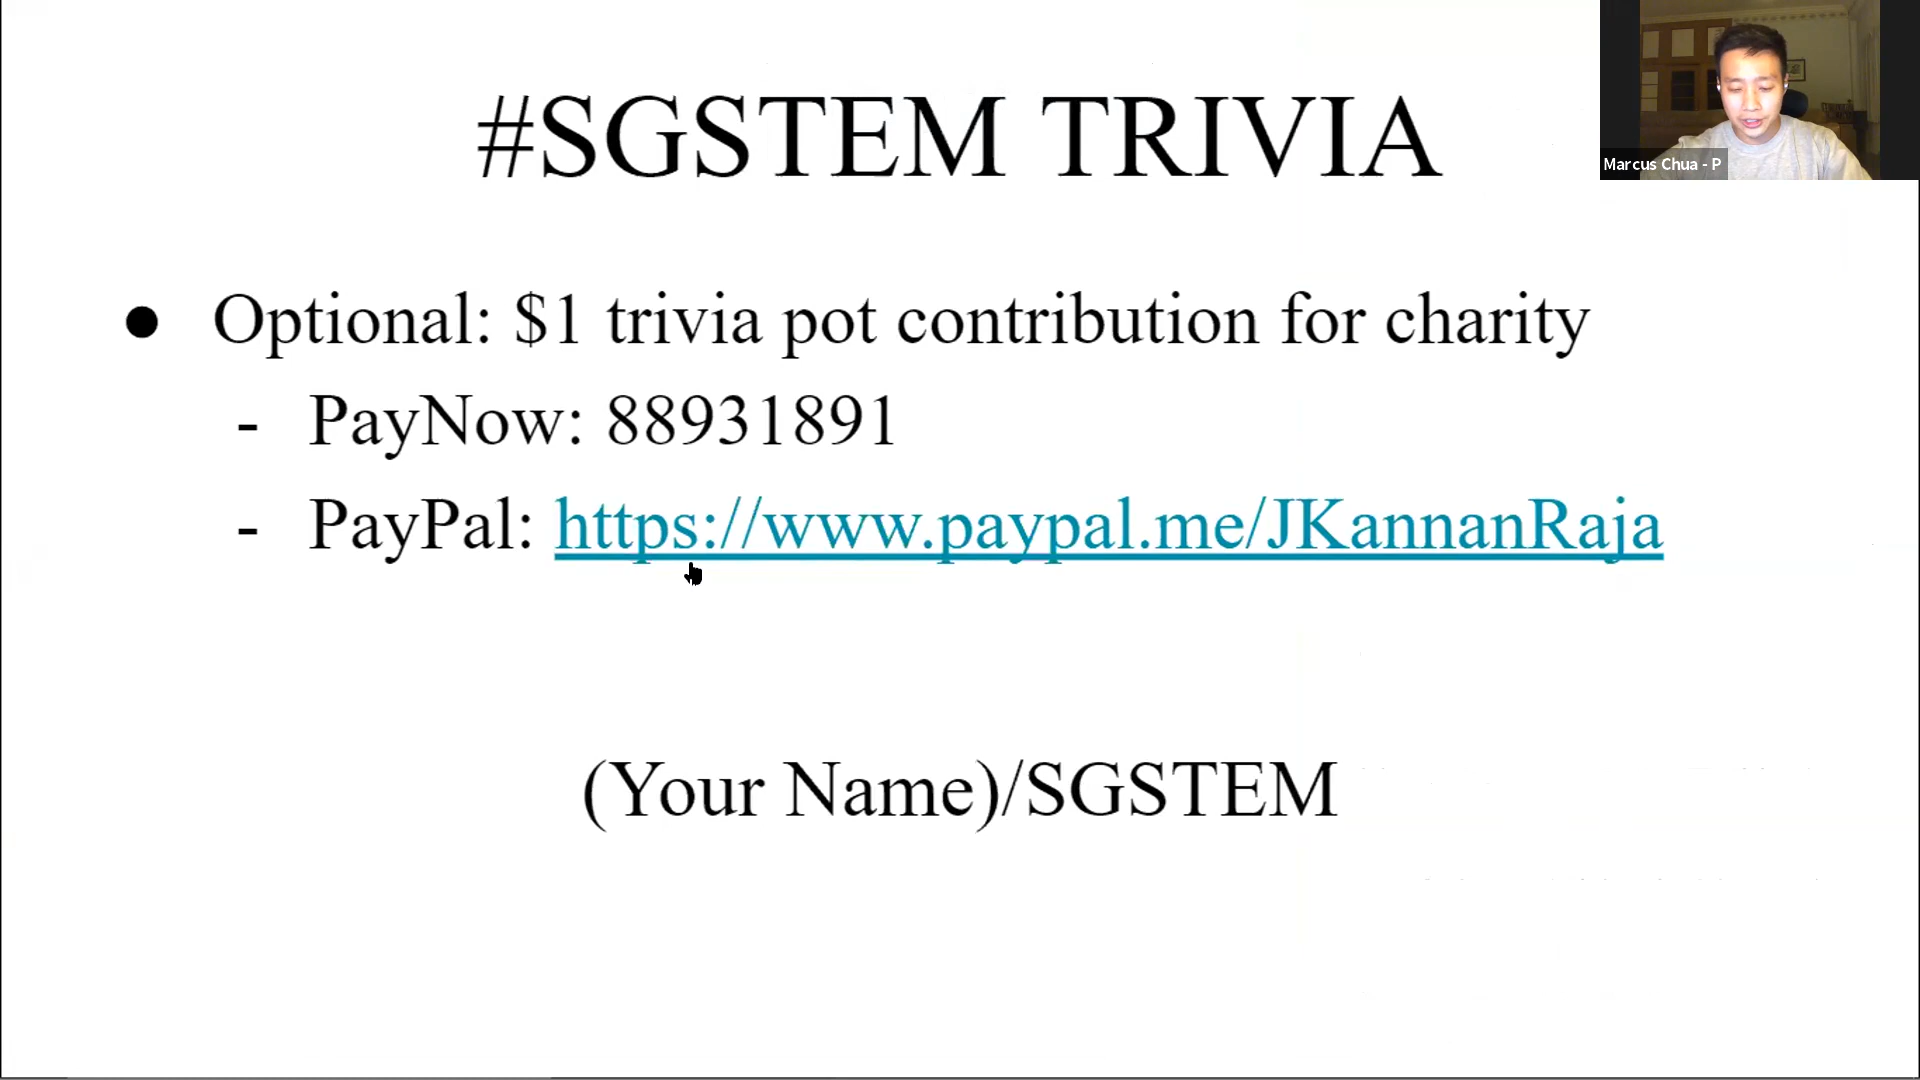 #SGSTEM TRIVIA
Marcus Chua - P
● Optional: $1 trivia pot contribution for charity
- PayNow: 88931891
- PayPal: https://www.paypal.me/JKannanRaja
(Your Name)/SGSTEM